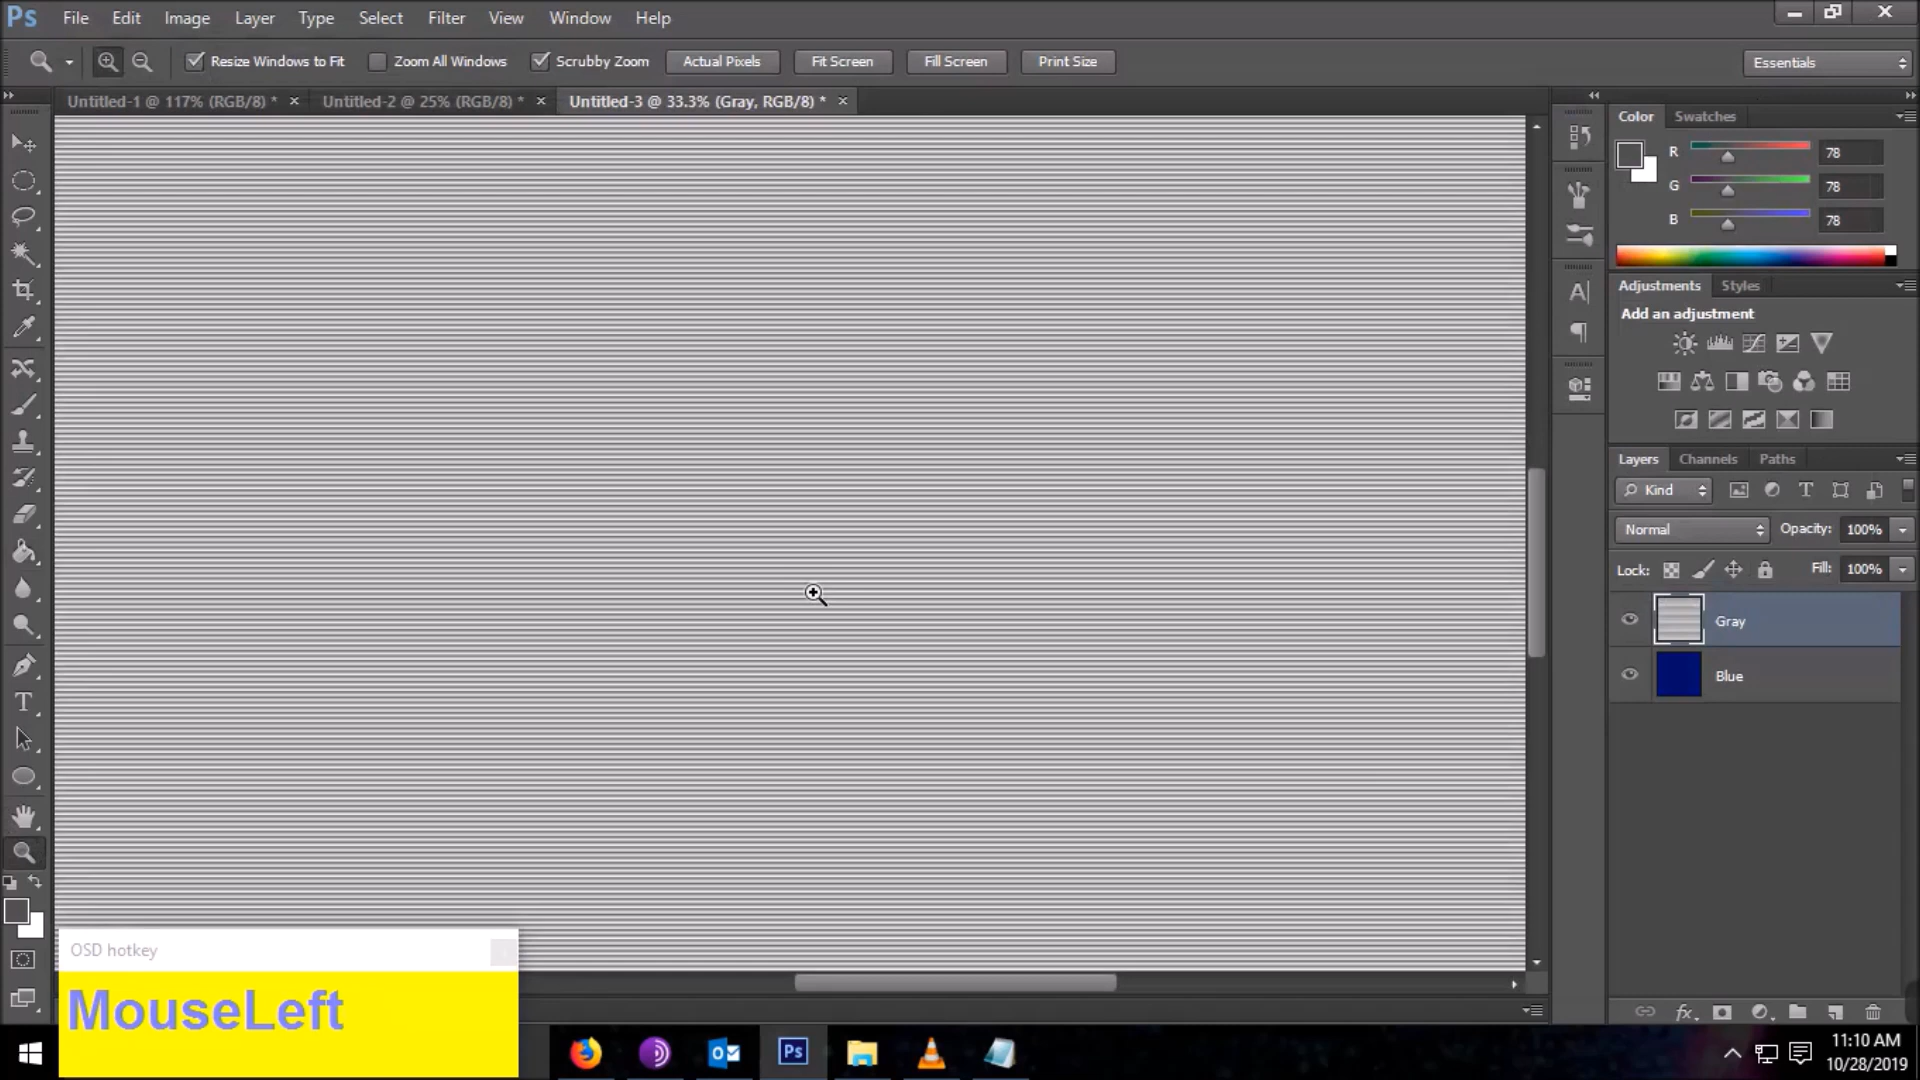 Ps File Edit Image Layer Type Select Filter View Window Help
Resize Windows to Fit Zoom All Windows Scrubby Zoom Actual Pixels Fit Screen Fill Screen Print Size Essentials
Untitled-1 @ 117% (RGB/8) * × Untitled-2 @ 25% (RGB/8) * × Untitled-3 @ 33.3% (Gray, RGB/8) * ×
Color Swatches
R 78
G 78
B 78
Adjustments Styles
Add an adjustment
Layers Channels Paths
Kind
Normal Opacity: 100%
Lock: Fill: 100%
Gray
Blue
OSD hotkey
MouseLeft
fx
Ps
11:10 AM
10/28/2019